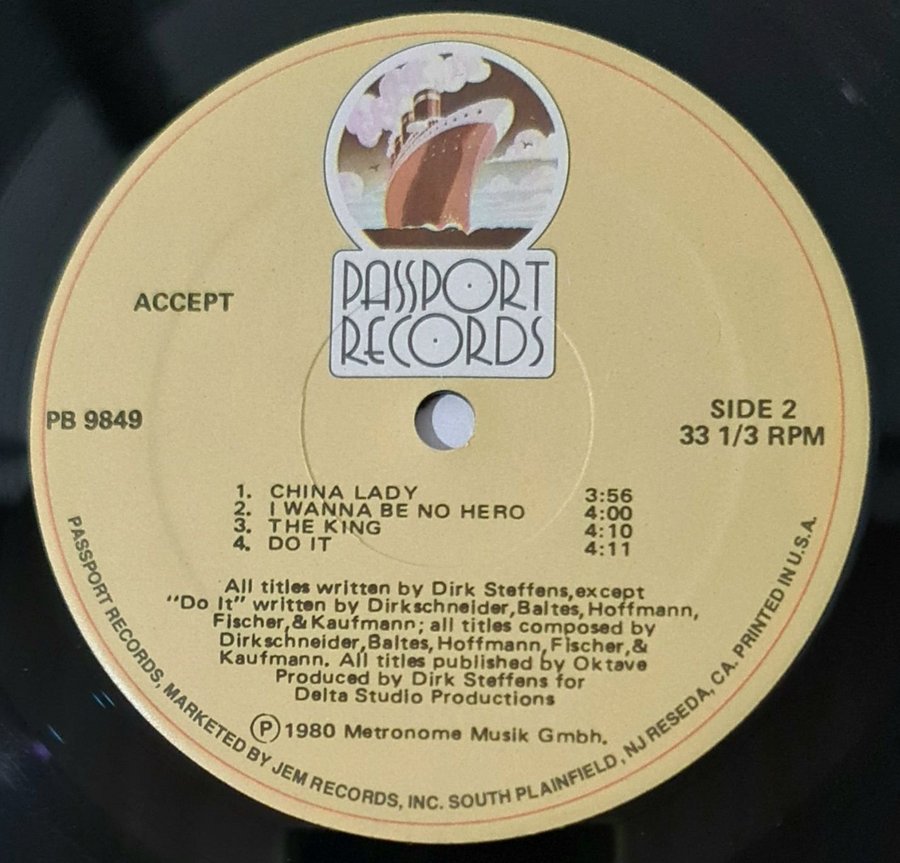 PASSPORT
RECORDS
ACCEPT
PB 9849
SIDE 2
33 1/3 RPM
1. CHINA LADY 3:56
2. I WANNA BE NO HERO 4:00
3. THE KING 4:10
4. DO IT 4:11
All titles written by Dirk Steffens,except
"Do It" written by Dirkschneider,Baltes,Hoffmann,
Fischer,& Kaufmann; all titles composed by
Dirkschneider,Baltes,Hoffmann,Fischer,&
Kaufmann. All titles published by Oktave
Produced by Dirk Steffens for
Delta Studio Productions
Ⓟ1980 Metronome Musik Gmbh.
PASSPORT RECORDS, MARKETED BY JEM RECORDS, INC. SOUTH PLAINFIELD, NJ RESEDA, CA. PRINTED IN U.S.A.